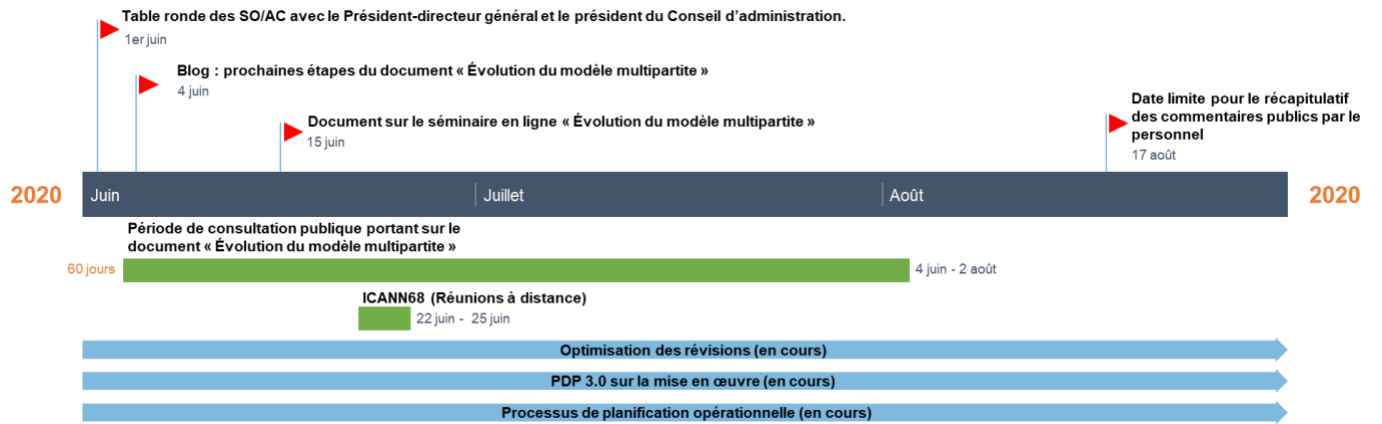 Table ronde des SO/AC avec le Président-directeur général et le président du Conseil d’administration.
1er juin
Blog : prochaines étapes du document « Évolution du modèle multipartite »
4 juin
Document sur le séminaire en ligne « Évolution du modèle multipartite »
15 juin
Date limite pour le récapitulatif
des commentaires publics par le
personnel
17 août
2020
Juin
Juillet
Août
2020
Période de consultation publique portant sur le
document « Évolution du modèle multipartite »
60 jours
4 juin - 2 août
ICANN68 (Réunions à distance)
22 juin - 25 juin
Optimisation des révisions (en cours)
PDP 3.0 sur la mise en œuvre (en cours)
Processus de planification opérationnelle (en cours)